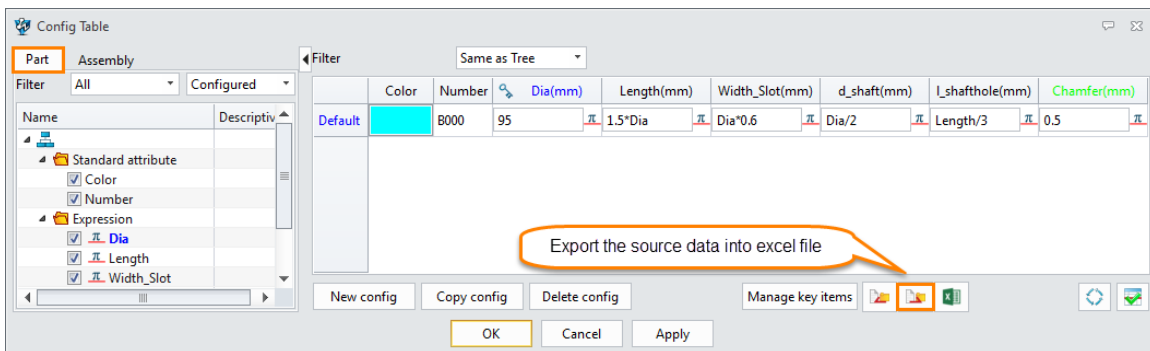 Config Table
Part Assembly Filter Same as Tree
Filter All Configured
Color Number Dia(mm) Length(mm) Width_Slot(mm) d_shaft(mm) l_shafthole(mm) Chamfer(mm)
Name Descriptiv
Default B000 95 π 1.5*Dia π Dia*0.6 π Dia/2 π Length/3 π 0.5 π
Standard attribute
Color
Number
Expression
π Dia
π Length
π Width_Slot
Export the source data into excel file
New config Copy config Delete config Manage key items
OK Cancel Apply